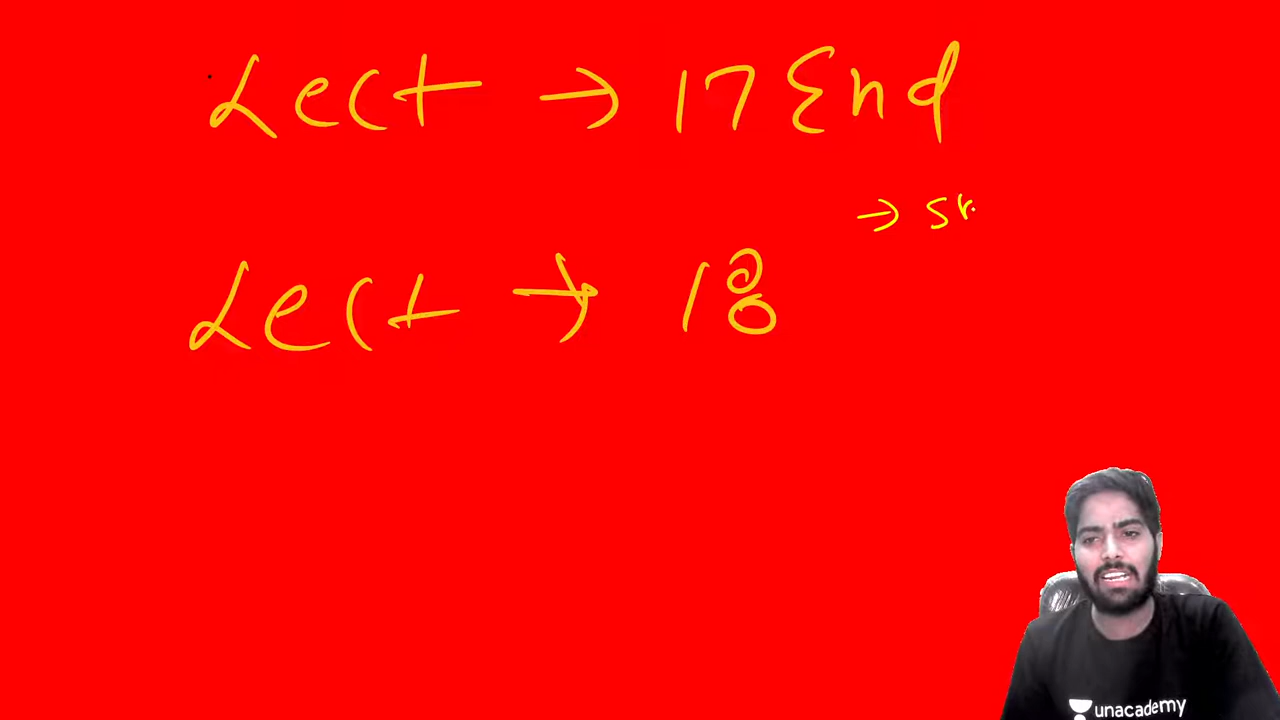 Lect → 17 End
→ Sr.
Lect → 18
unacademy